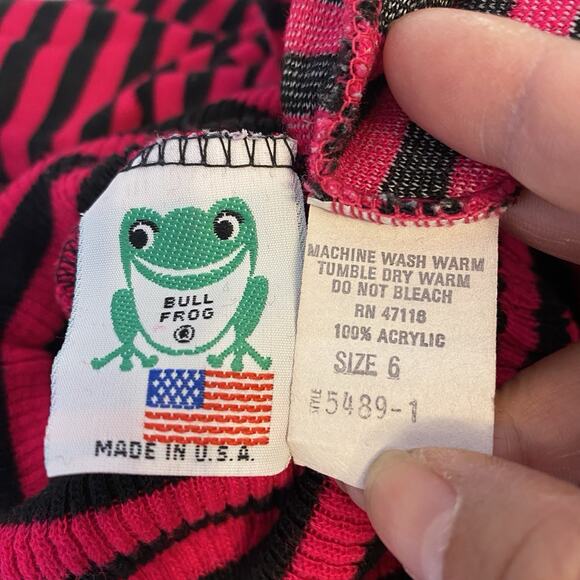 BULL
FROG
®
MADE IN U.S.A.
MACHINE WASH WARM
TUMBLE DRY WARM
DO NOT BLEACH
RN 47118
100% ACRYLIC
SIZE 6
STYLE 5489-1